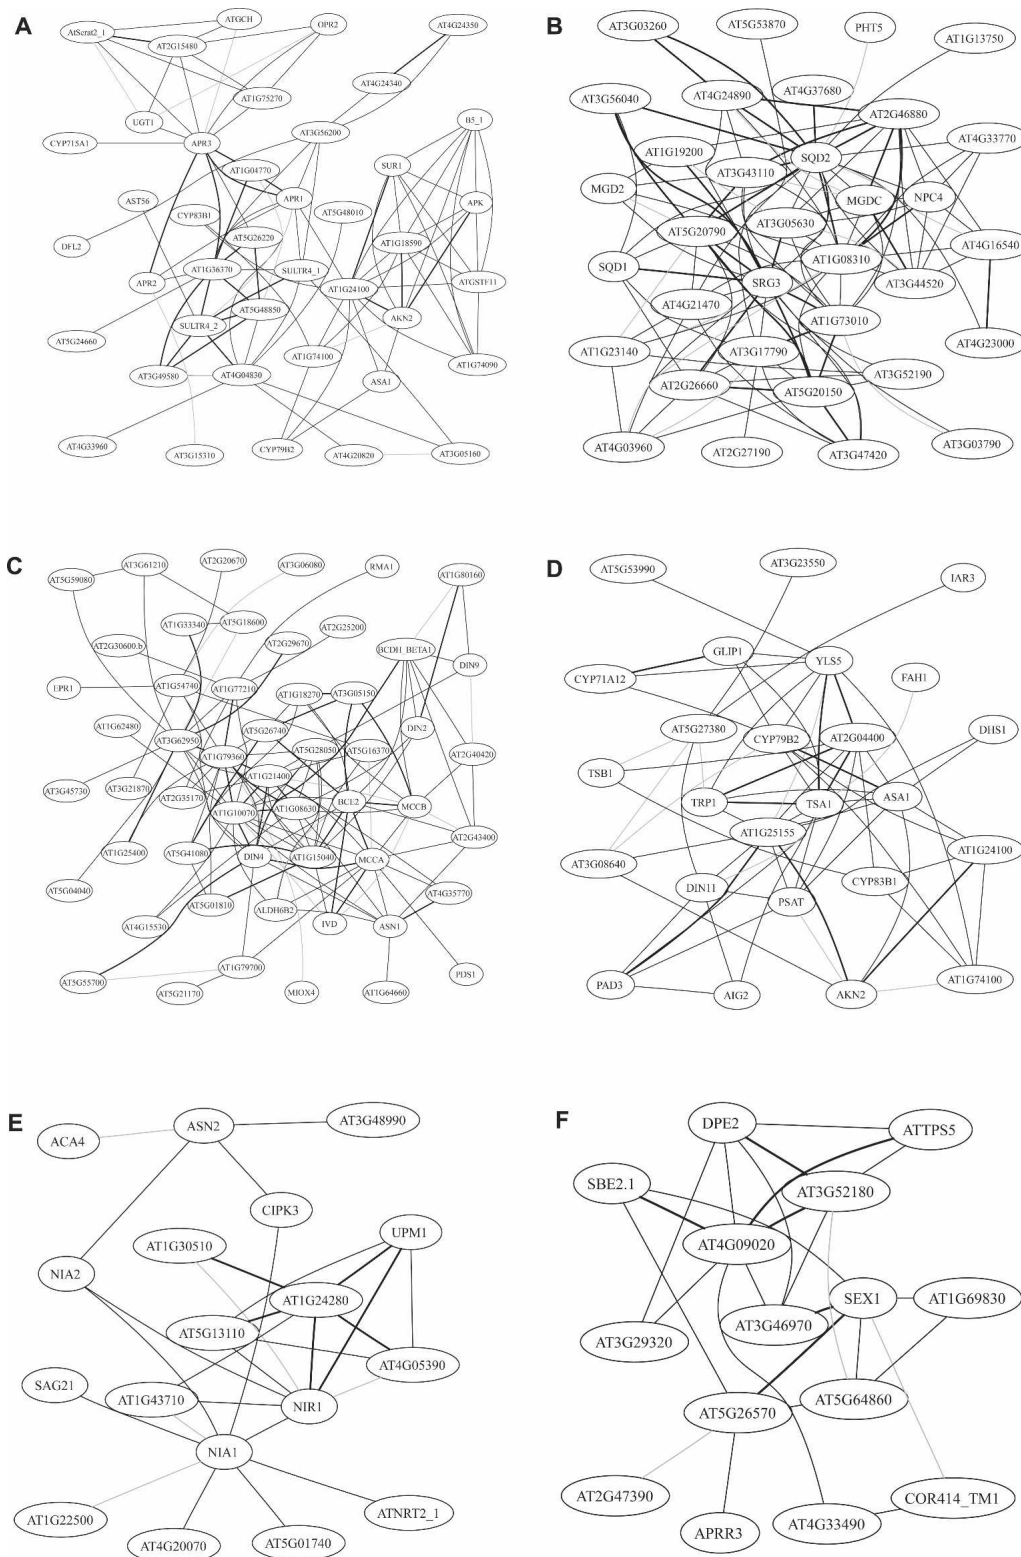 A
ATGCH
OPR2
AtSerat2_1
AT4G24350
AT2G15480
AT4G24340
AT1G75270
UGT1
AT3G56200
B5_1
CYP715A1
APR3
SUR1
AT1G04770
AST56
APR1
APK
CYP83B1
AT5G48010
DFL2
AT5G26220
AT1G18590
APR2
AT1G36370
SULTR4_1
AT1G24100
ATGSTF11
AT5G48850
AKN2
SULTR4_2
AT5G24660
AT1G74100
AT1G74090
AT3G49580
AT4G04830
ASA1
AT4G33960
AT3G15310
CYP79B2
AT4G20820
AT3G05160
B
AT3G03260
AT5G53870
PHT5
AT1G13750
AT4G37680
AT3G56040
AT4G24890
AT2G46880
AT4G33770
AT1G19200
SQD2
AT3G43110
MGD2
MGDC
NPC4
AT3G05630
AT5G20790
AT4G16540
SQD1
AT1G08310
SRG3
AT3G44520
AT4G21470
AT1G73010
AT4G23000
AT1G23140
AT3G17790
AT3G52190
AT2G26660
AT5G20150
AT4G03960
AT2G27190
AT3G47420
AT3G03790
C
AT2G20670
AT3G61210
AT3G06080
RMA1
AT5G59080
AT1G80160
AT1G33340
AT5G18600
AT2G25200
AT2G30600.b
AT2G29670
BCDH_BETA1
DIN9
EPR1
AT1G54740
AT1G77210
AT1G18270
AT3G05150
AT1G62480
AT5G26740
DIN2
AT3G62950
AT5G28050
AT5G16370
AT2G40420
AT1G79360
AT3G45730
AT3G21870
AT2G35170
AT1G21400
AT1G10070
AT1G08630
BCE2
MCCB
AT1G25400
AT5G41080
DIN4
AT1G15040
MCCA
AT2G43400
AT5G04040
AT5G01810
ALDH6B2
AT4G35770
AT4G15530
IVD
ASN1
AT5G55700
AT1G79700
PDS1
AT5G21170
MIOX4
AT1G64660
D
AT5G53990
AT3G23550
IAR3
GLIP1
YLS5
CYP71A12
FAH1
AT5G27380
CYP79B2
AT2G04400
DHS1
TSB1
TRP1
TSA1
ASA1
AT1G25155
AT3G08640
AT1G24100
DIN11
CYP83B1
PSAT
PAD3
AIG2
AKN2
AT1G74100
E
ASN2
AT3G48990
ACA4
CIPK3
AT1G30510
UPM1
NIA2
AT1G24280
AT5G13110
AT4G05390
SAG21
AT1G43710
NIR1
NIA1
AT1G22500
ATNRT2_1
AT4G20070
AT5G01740
F
DPE2
ATTPS5
SBE2.1
AT3G52180
AT4G09020
SEX1
AT1G69830
AT3G46970
AT3G29320
AT5G64860
AT5G26570
AT2G47390
COR414_TM1
APRR3
AT4G33490